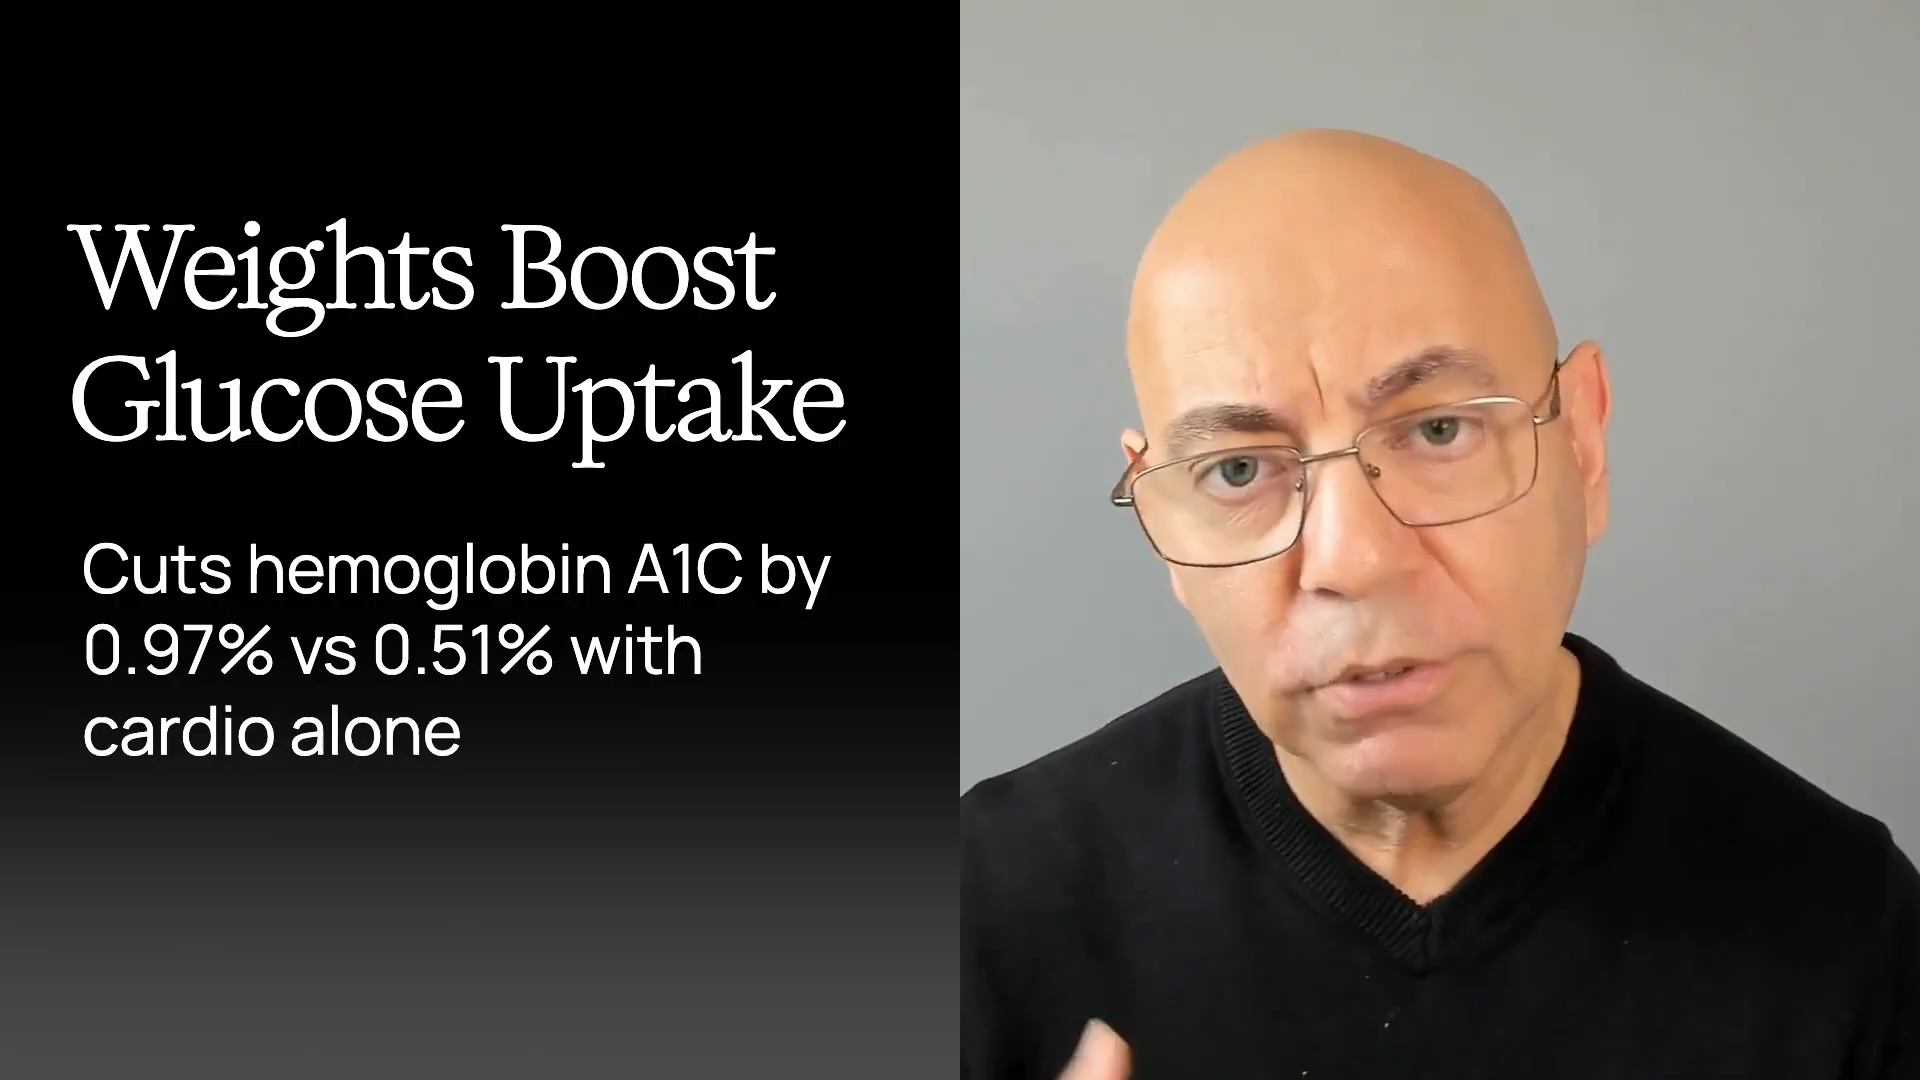 Weights Boost
Glucose Uptake
Cuts hemoglobin A1C by
0.97% vs 0.51% with
cardio alone